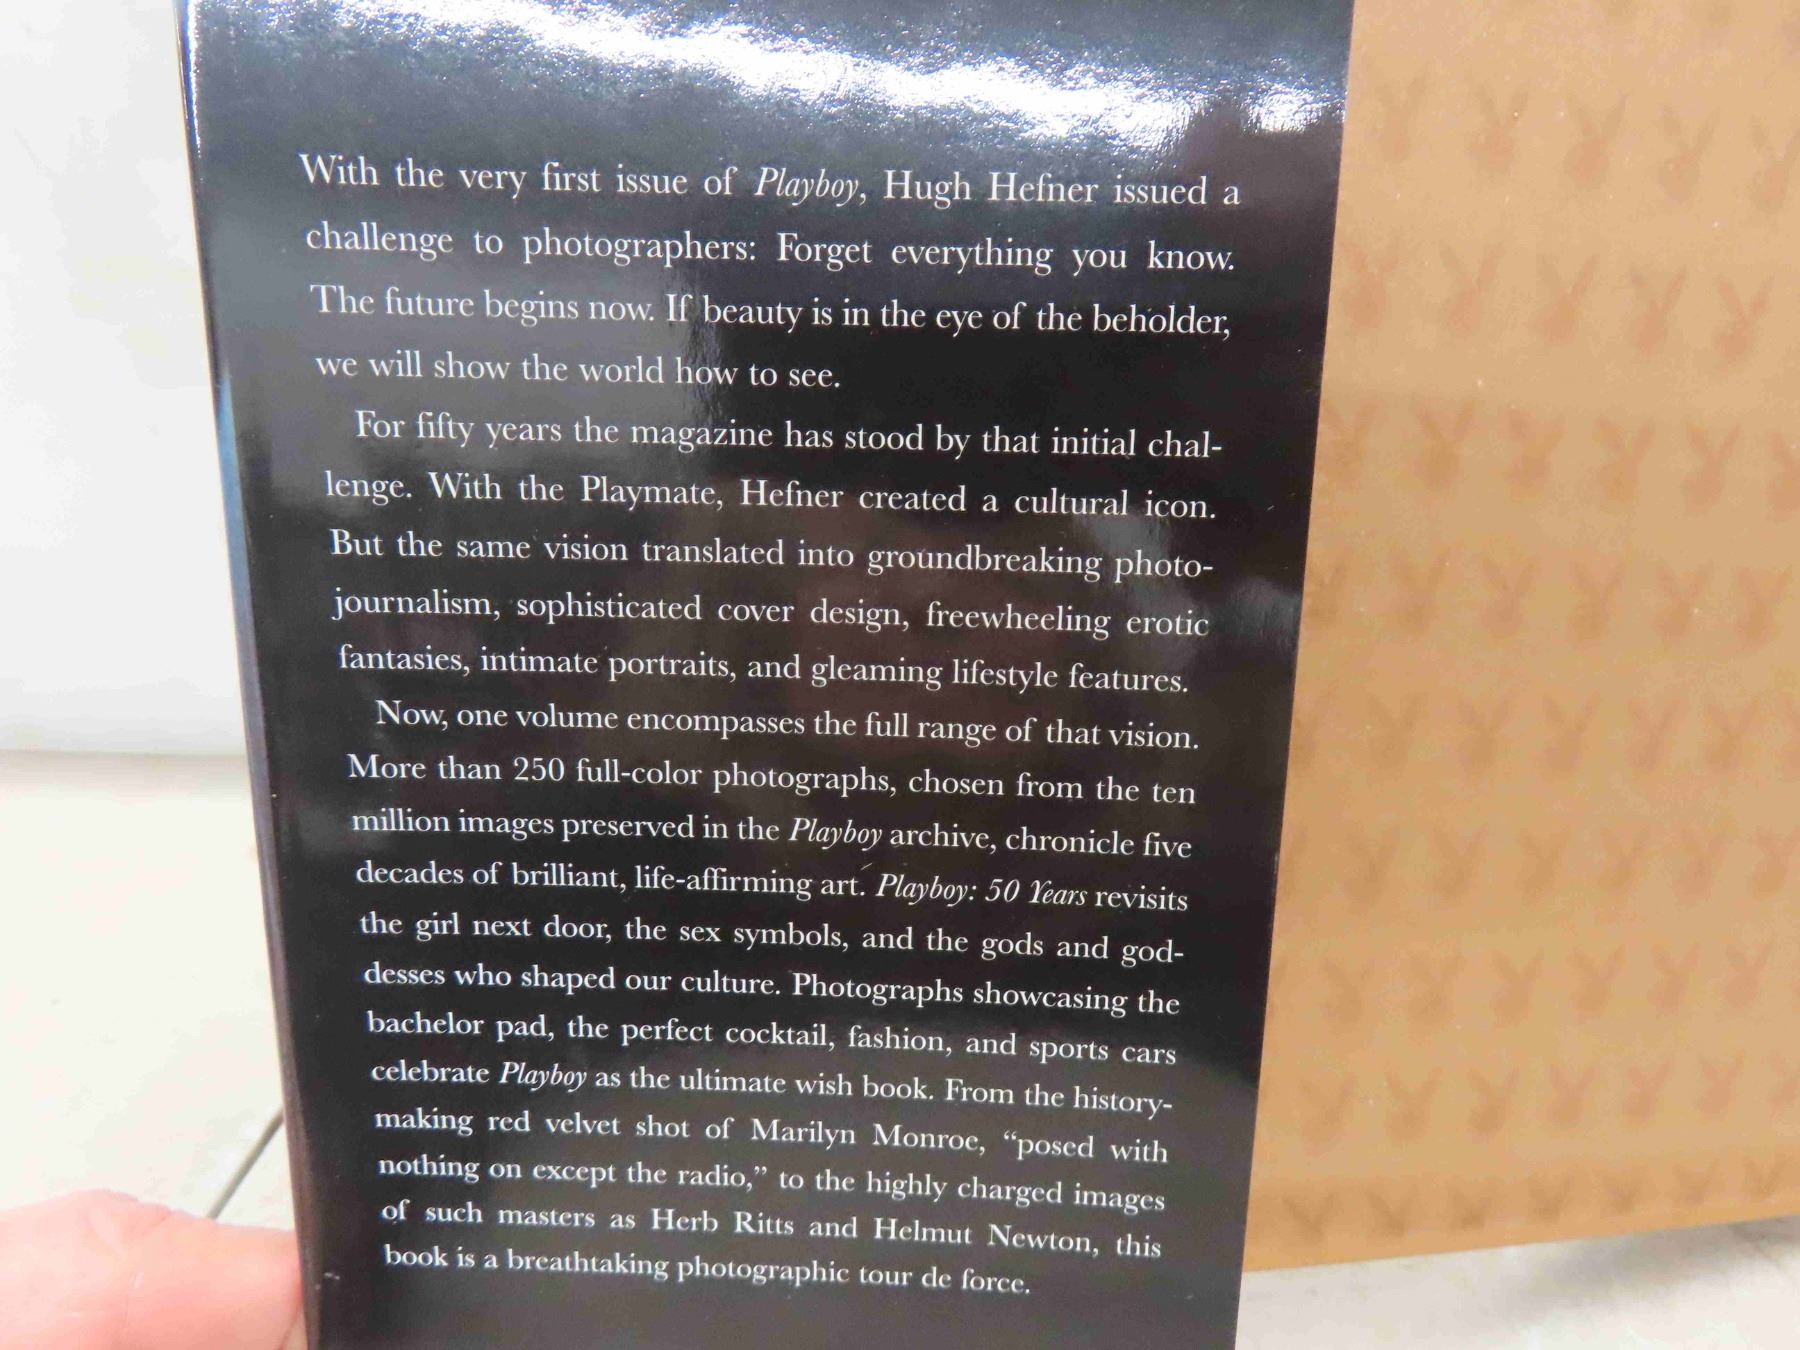 With the very first issue of Playboy, Hugh Hefner issued a
challenge to photographers: Forget everything you know.
The future begins now. If beauty is in the eye of the beholder,
we will show the world how to see.
For fifty years the magazine has stood by that initial chal-
lenge. With the Playmate, Hefner created a cultural icon.
But the same vision translated into groundbreaking photo-
journalism, sophisticated cover design, freewheeling erotic
fantasies, intimate portraits, and gleaming lifestyle features.
Now, one volume encompasses the full range of that vision.
More than 250 full-color photographs, chosen from the ten
million images preserved in the Playboy archive, chronicle five
decades of brilliant, life-affirming art. Playboy: 50 Years revisits
the girl next door, the sex symbols, and the gods and god-
desses who shaped our culture. Photographs showcasing the
bachelor pad, the perfect cocktail, fashion, and sports cars
celebrate Playboy as the ultimate wish book. From the history-
making red velvet shot of Marilyn Monroe, “posed with
nothing on except the radio,” to the highly charged images
of such masters as Herb Ritts and Helmut Newton, this
book is a breathtaking photographic tour de force.